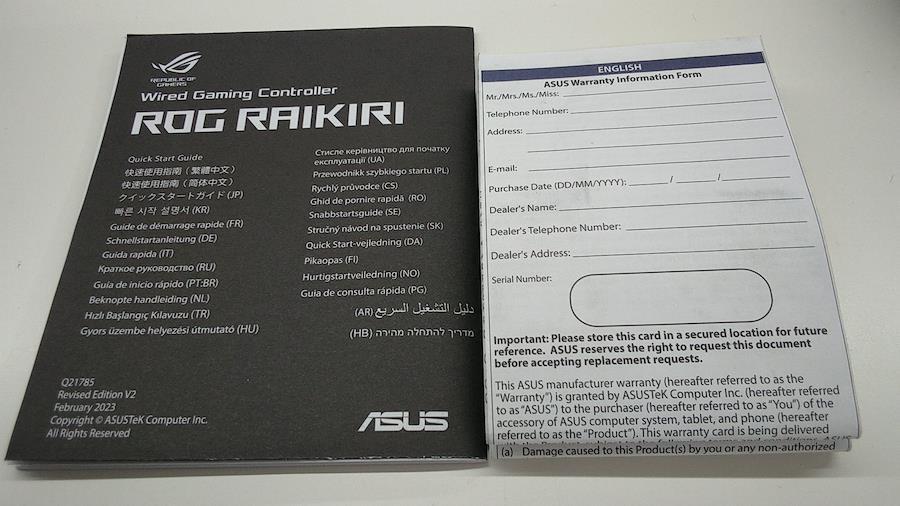 REPUBLIC OF
GAMERS
Wired Gaming Controller
ROG RAIKIRI
Quick Start Guide
快速使用指南（繁體中文）
快速使用指南（简体中文）
クイックスタートガイド (JP)
빠른 시작 설명서 (KR)
Guide de démarrage rapide (FR)
Schnellstartanleitung (DE)
Guida rapida (IT)
Краткое руководство (RU)
Guia de início rápido (PT:BR)
Beknopte handleiding (NL)
Hızlı Başlangıç Kılavuzu (TR)
Gyors üzembe helyezési útmutató (HU)
Стисле керівництво для початку
експлуатації (UA)
Przewodnikk szybkiego startu (PL)
Rychlý průvodce (CS)
Ghid de pornire rapidă (RO)
Snabbstartsguide (SE)
Stručný návod na spustenie (SK)
Quick Start-vejledning (DA)
Pikaopas (FI)
Hurtigstartveiledning (NO)
Guia de consulta rápida (PG)
دليل التشغيل السريع (AR)
מדריך להתחלה מהירה (HB)
Q21785
Revised Edition V2
February 2023
Copyright © ASUSTeK Computer Inc.
All Rights Reserved
ASUS
ENGLISH
ASUS Warranty Information Form
Mr./Mrs./Ms./Miss:
Telephone Number:
Address:
E-mail:
Purchase Date (DD/MM/YYYY): / /
Dealer's Name:
Dealer's Telephone Number:
Dealer's Address:
Serial Number:
Important: Please store this card in a secured location for future
reference. ASUS reserves the right to request this document
before accepting replacement requests.
This ASUS manufacturer warranty (hereafter referred to as the
"Warranty") is granted by ASUSTeK Computer Inc. (hereafter referred
to as "ASUS") to the purchaser (hereafter referred to as "You") of the
accessory of ASUS computer system, tablet, and phone (hereafter
referred to as the "Product"). This warranty card is being delivered
with the Product subject to the following terms and conditions. ASUS
(a) Damage caused to this Product(s) by you or any non-authorized